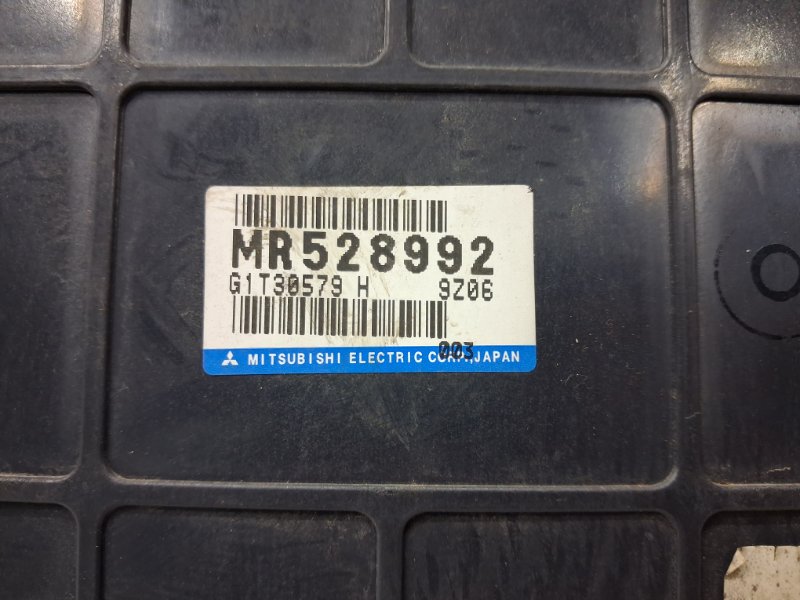 MR528992
G1T30579 H 9Z06
003
MITSUBISHI ELECTRIC CORP., JAPAN